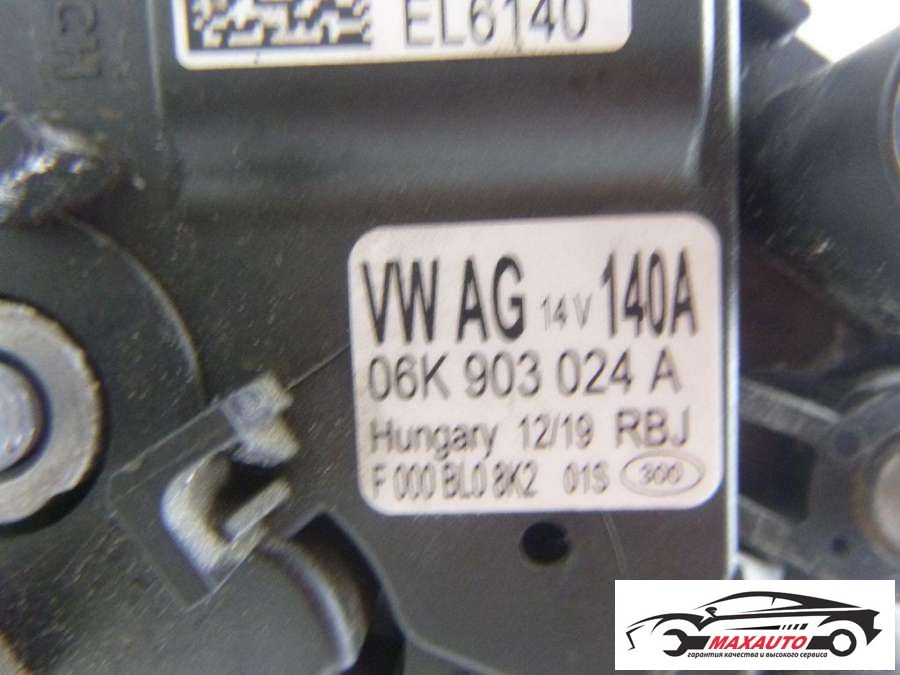 EL6140
VW AG 14V 140A
06K 903 024 A
Hungary 12/19 RBJ
F 000 BL0 8K2 01S 300
MAXAUTO
гарантия качества и высокого сервиса